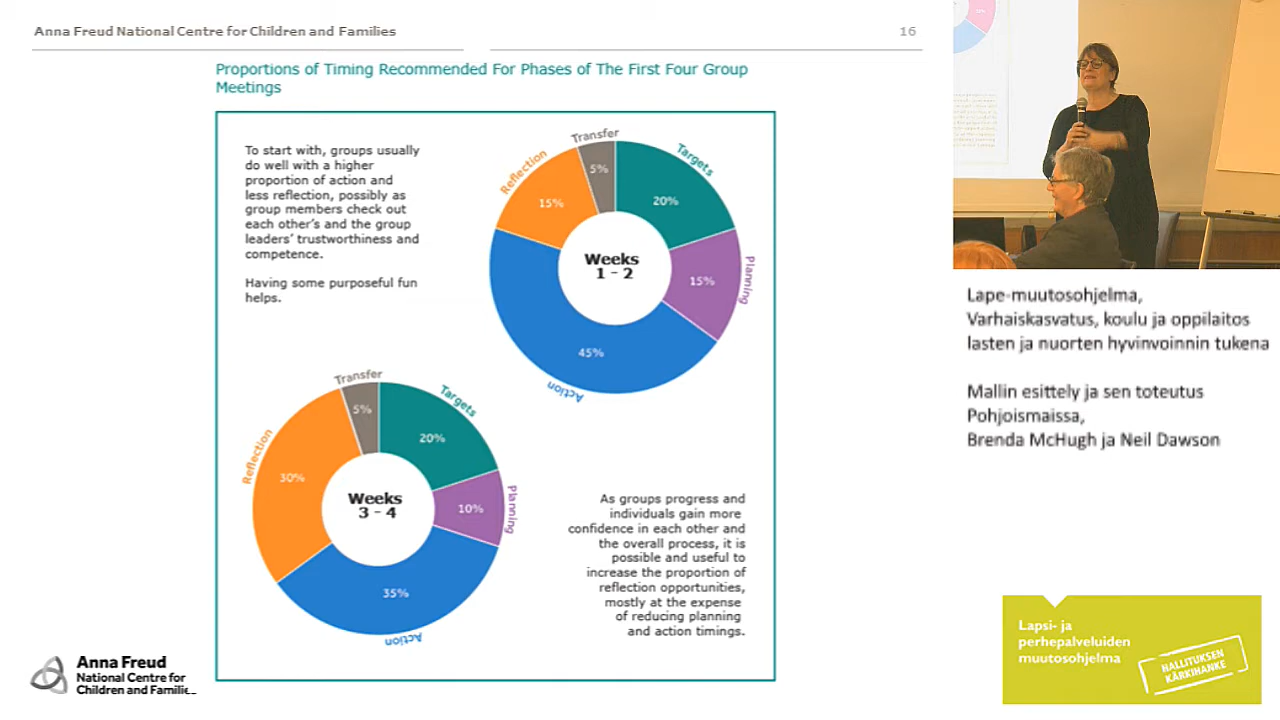 Anna Freud National Centre for Children and Families
16
Proportions of Timing Recommended For Phases of The First Four Group
Meetings
To start with, groups usually
do well with a higher
proportion of action and
less reflection, possibly as
group members check out
each other's and the group
leaders' trustworthiness and
competence.
Having some purposeful fun
helps.
Transfer
5%
Targets
20%
Planning
15%
Action
45%
Reflection
15%
Weeks
1 - 2
Transfer
5%
Targets
20%
Planning
10%
Action
35%
Reflection
30%
Weeks
3 - 4
As groups progress and
individuals gain more
confidence in each other and
the overall process, it is
possible and useful to
increase the proportion of
reflection opportunities,
mostly at the expense
of reducing planning
and action timings.
Anna Freud
National Centre for
Children and Familie
Lape-muutosohjelma,
Varhaiskasvatus, koulu ja oppilaitos
lasten ja nuorten hyvinvoinnin tukena
Mallin esittely ja sen toteutus
Pohjoismaissa,
Brenda McHugh ja Neil Dawson
Lapsi- ja
perhepalveluiden
muutosohjelma
HALLITUKSEN
KÄRKIHANKE